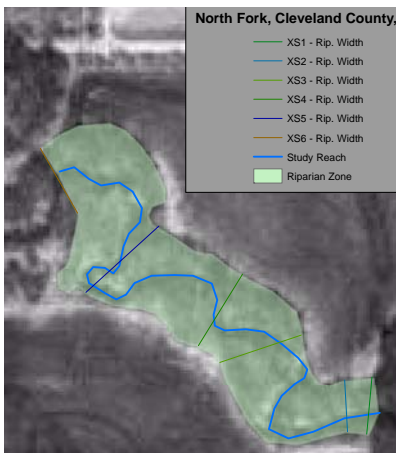 North Fork, Cleveland County,
XS1 - Rip. Width
XS2 - Rip. Width
XS3 - Rip. Width
XS4 - Rip. Width
XS5 - Rip. Width
XS6 - Rip. Width
Study Reach
Riparian Zone